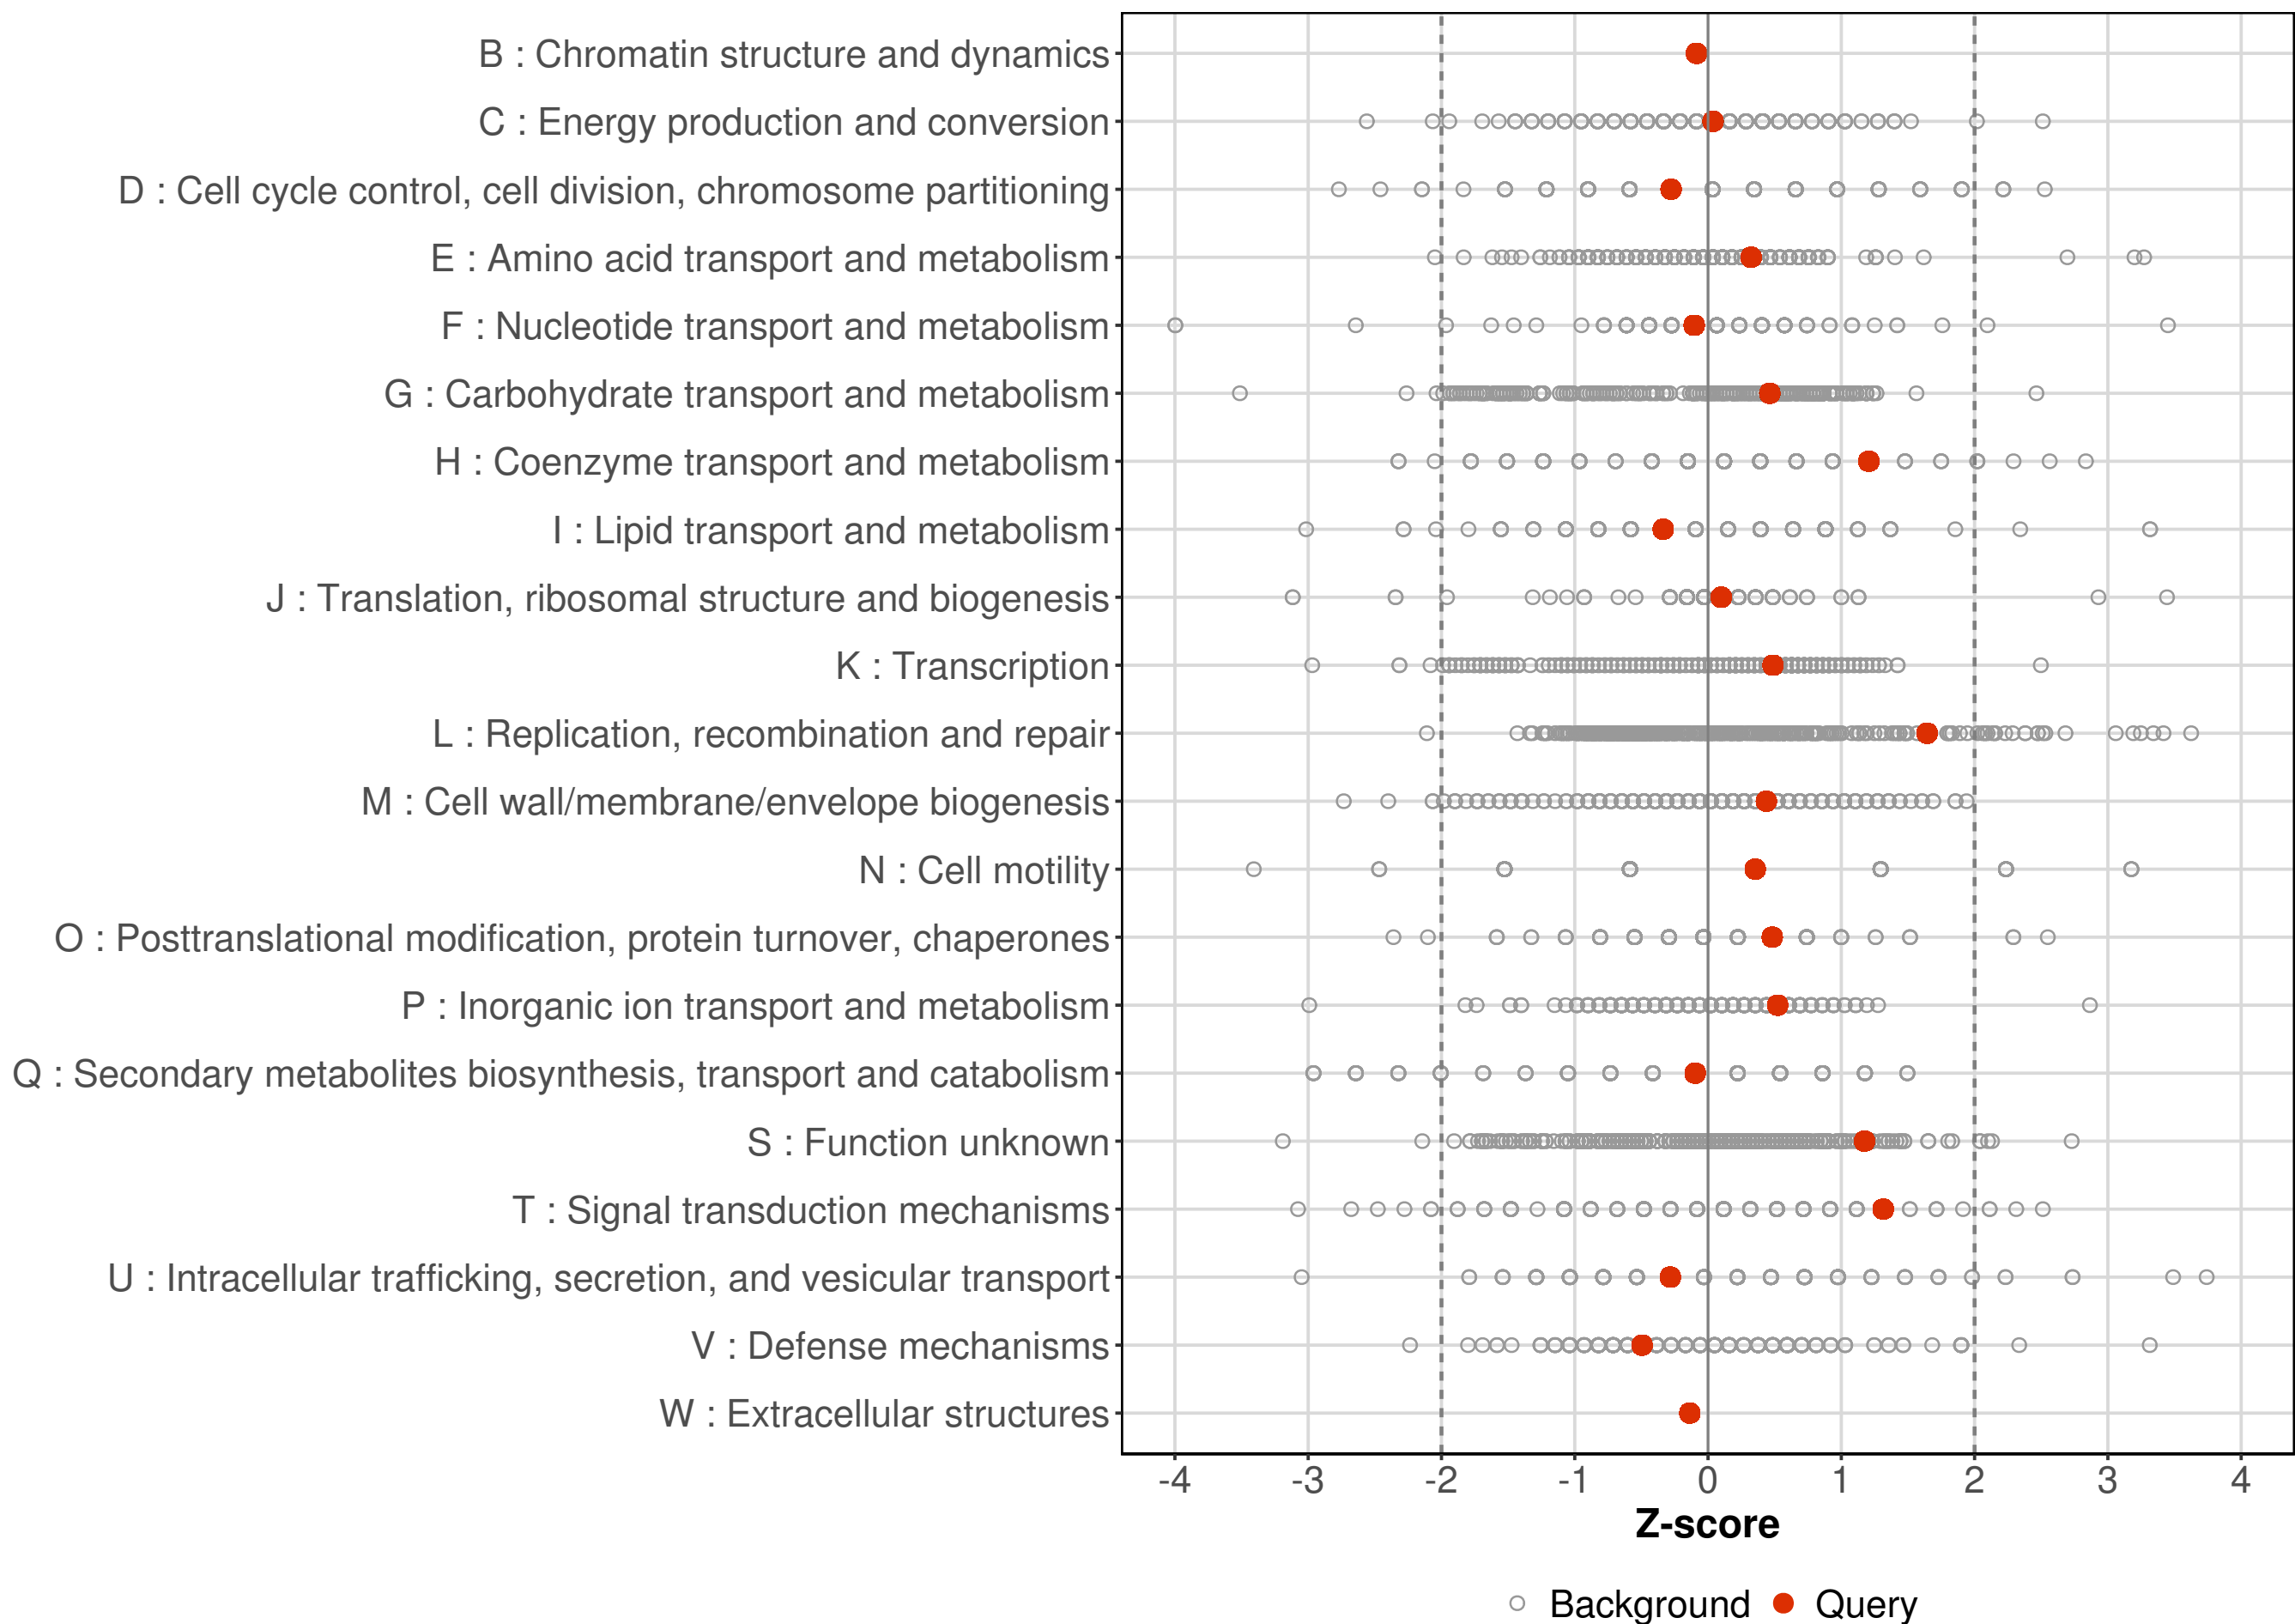 B : Chromatin structure and dynamics
C : Energy production and conversion
D : Cell cycle control, cell division, chromosome partitioning
E : Amino acid transport and metabolism
F : Nucleotide transport and metabolism
G : Carbohydrate transport and metabolism
H : Coenzyme transport and metabolism
I : Lipid transport and metabolism
J : Translation, ribosomal structure and biogenesis
K : Transcription
L : Replication, recombination and repair
M : Cell wall/membrane/envelope biogenesis
N : Cell motility
O : Posttranslational modification, protein turnover, chaperones
P : Inorganic ion transport and metabolism
Q : Secondary metabolites biosynthesis, transport and catabolism
S : Function unknown
T : Signal transduction mechanisms
U : Intracellular trafficking, secretion, and vesicular transport
V : Defense mechanisms
W : Extracellular structures
-4 -3 -2 -1 0 1 2 3 4
Z-score
Background Query